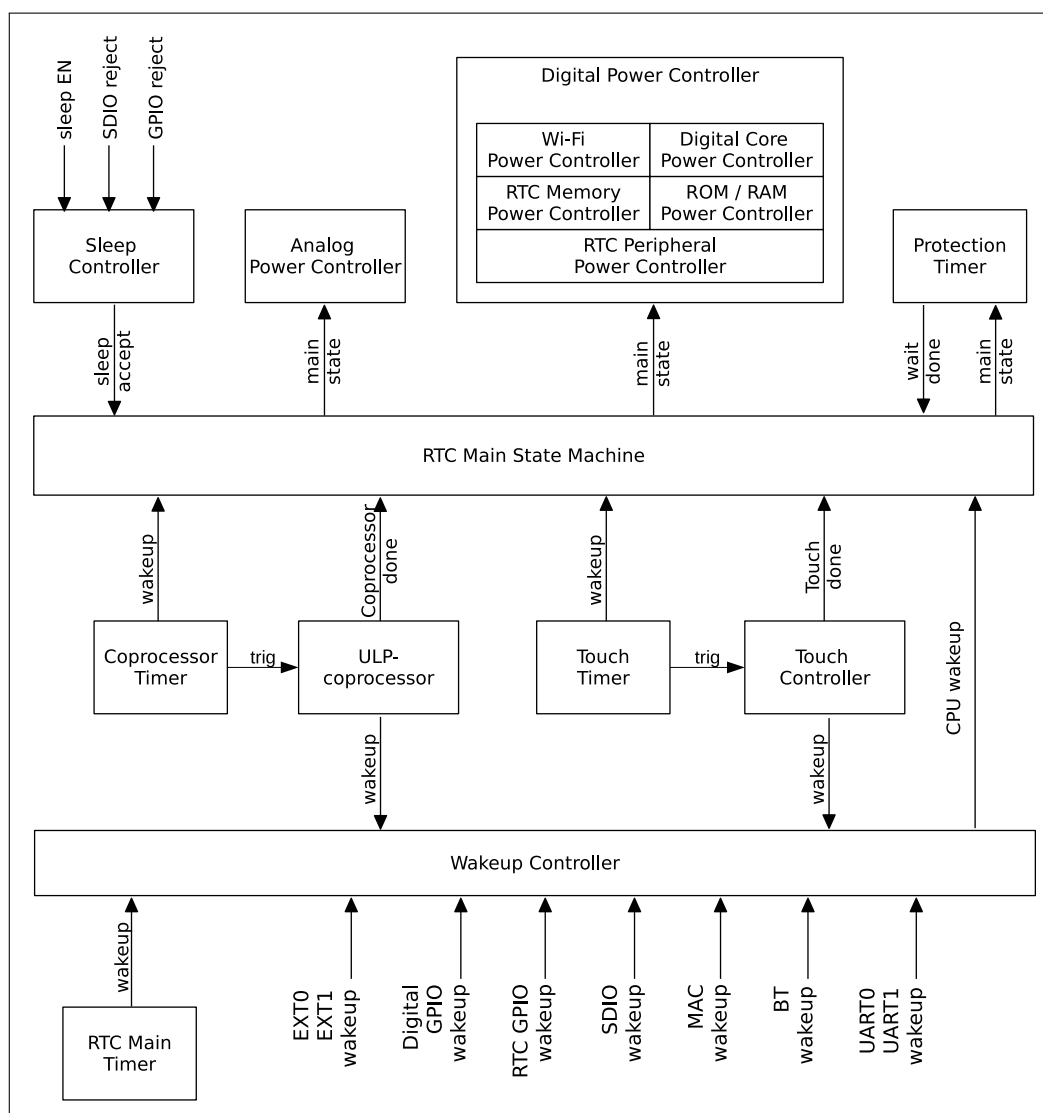 sleep EN
SDIO reject
GPIO reject
Digital Power Controller
Wi-Fi
Power Controller
Digital Core
Power Controller
RTC Memory
Power Controller
ROM / RAM
Power Controller
RTC Peripheral
Power Controller
Sleep
Controller
Analog
Power Controller
Protection
Timer
sleep
accept
main
state
main
state
wait
done
main
state
RTC Main State Machine
wakeup
Coprocessor
done
wakeup
Touch
done
CPU wakeup
Coprocessor
Timer
trig
ULP-
coprocessor
Touch
Timer
trig
Touch
Controller
wakeup
wakeup
Wakeup Controller
wakeup
EXT0
EXT1
wakeup
Digital
GPIO
wakeup
RTC GPIO
wakeup
SDIO
wakeup
MAC
wakeup
BT
wakeup
UART0
UART1
wakeup
RTC Main
Timer